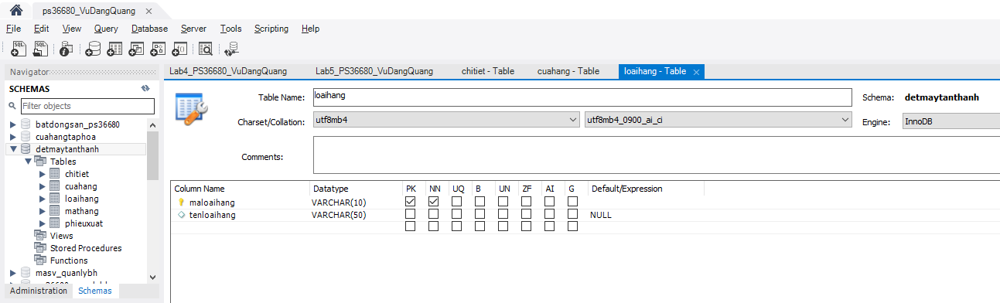 ps36680_VuDangQuang
File Edit View Query Database Server Tools Scripting Help
Navigator
SCHEMAS
Filter objects
batdongsan_ps36680
cuahangtaphoa
detmaytanthanh
Tables
chitiet
cuahang
loaihang
mathang
phieuxuat
Views
Stored Procedures
Functions
masv_quanlybh
Administration Schemas
Lab4_PS36680_VuDangQuang Lab5_PS36680_VuDangQuang chitiet - Table cuahang - Table loaihang - Table
Table Name: loaihang Schema: detmaytanthanh
Charset/Collation: utf8mb4 utf8mb4_0900_ai_ci Engine: InnoDB
Comments:
Column Name Datatype PK NN UQ B UN ZF AI G Default/Expression
maloaihang VARCHAR(10)
tenloaihang VARCHAR(50) NULL